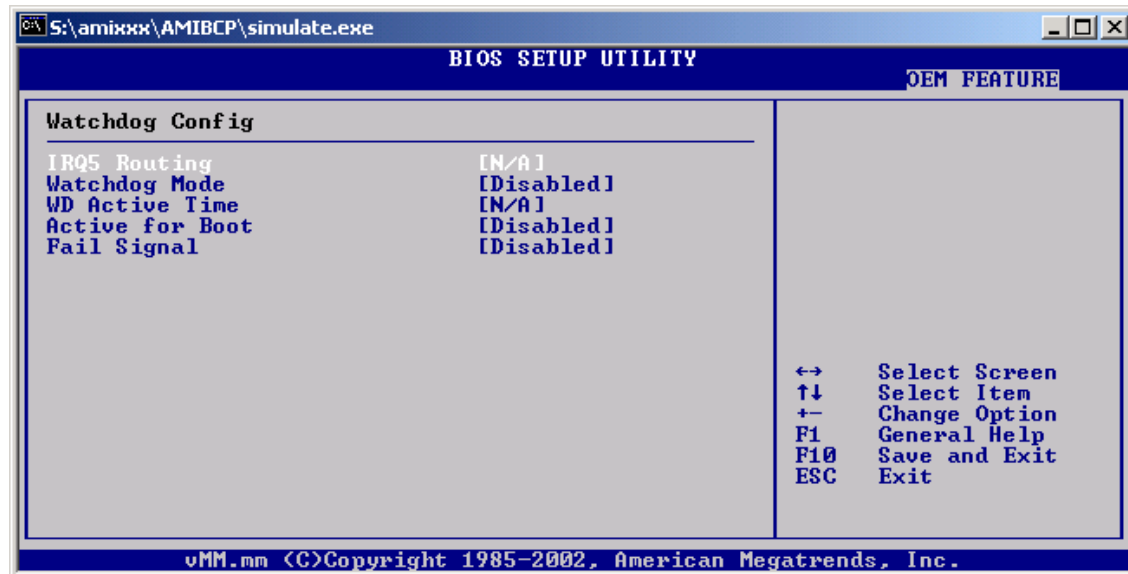 S:\amixxx\AMIBCP\simulate.exe
BIOS SETUP UTILITY
OEM FEATURE
Watchdog Config
IRQ5 Routing [N/A]
Watchdog Mode [Disabled]
WD Active Time [N/A]
Active for Boot [Disabled]
Fail Signal [Disabled]
←→ Select Screen
↑↓ Select Item
+− Change Option
F1 General Help
F10 Save and Exit
ESC Exit
vMM.mm (C)Copyright 1985-2002, American Megatrends, Inc.